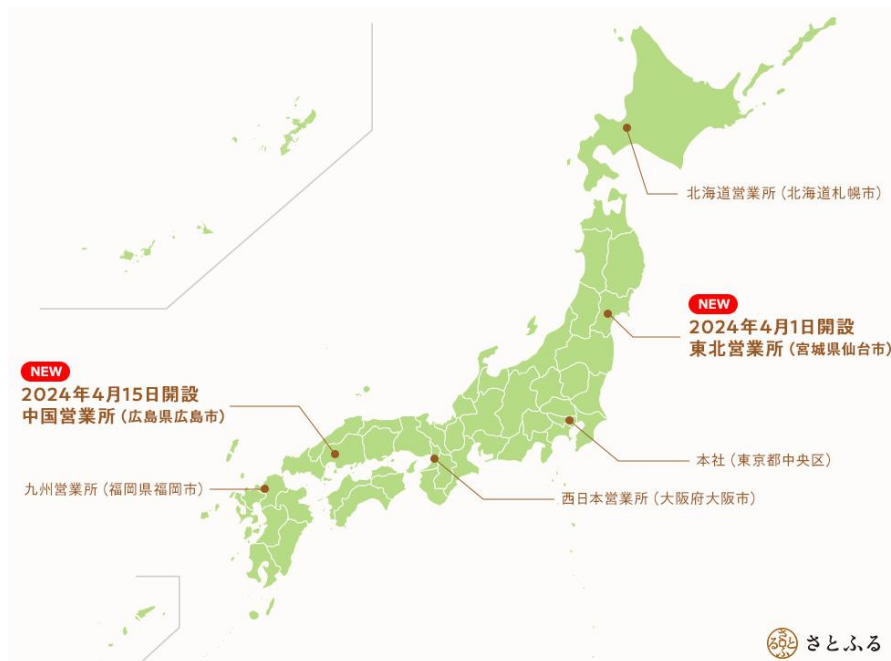 北海道営業所（北海道札幌市）
NEW
2024年4月1日開設
東北営業所（宮城県仙台市）
NEW
2024年4月15日開設
中国営業所（広島県広島市）
本社（東京都中央区）
九州営業所（福岡県福岡市）
西日本営業所（大阪府大阪市）
さとふる
さとふる